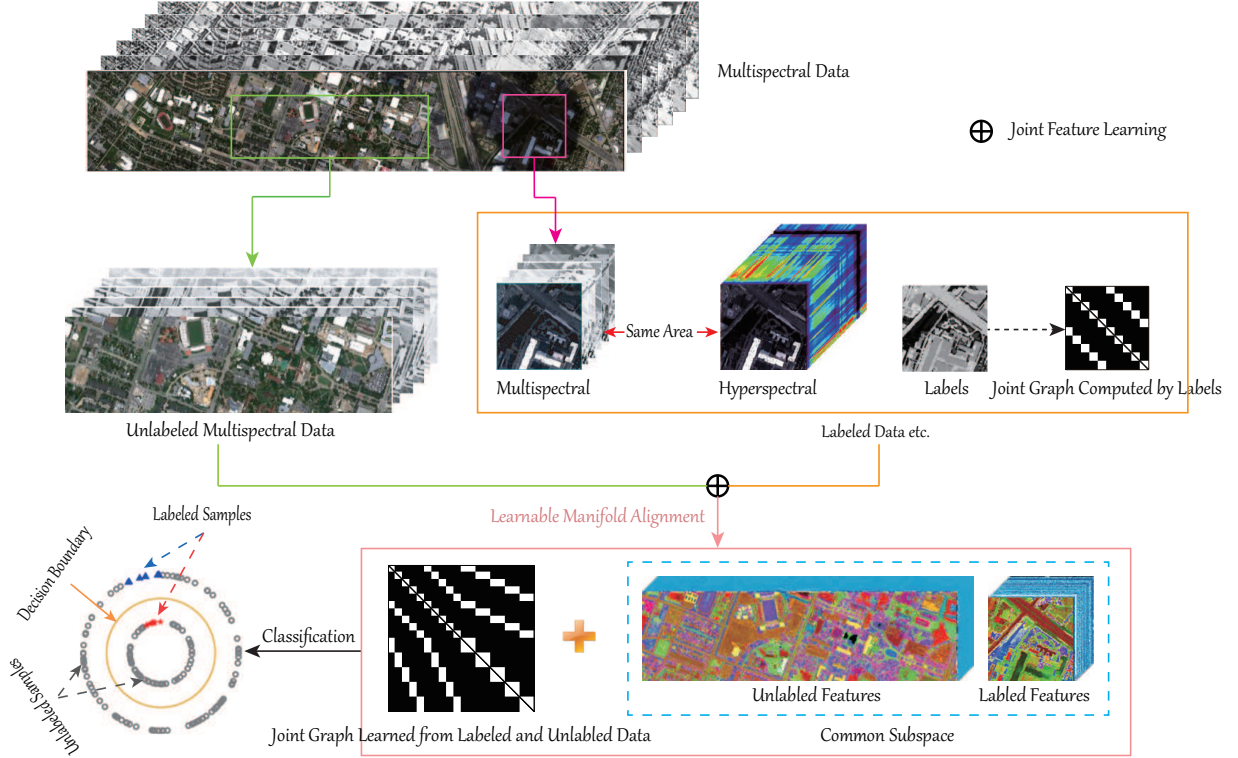 Multispectral Data
Joint Feature Learning
Same Area
Multispectral
Hyperspectral
Labels
Joint Graph Computed by Labels
Unlabeled Multispectral Data
Labeled Data etc.
Learnable Manifold Alignment
Labeled Samples
Decision Boundary
Classification
Unlabeled Samples
Unlabled Features
Labled Features
Joint Graph Learned from Labeled and Unlabled Data
Common Subspace